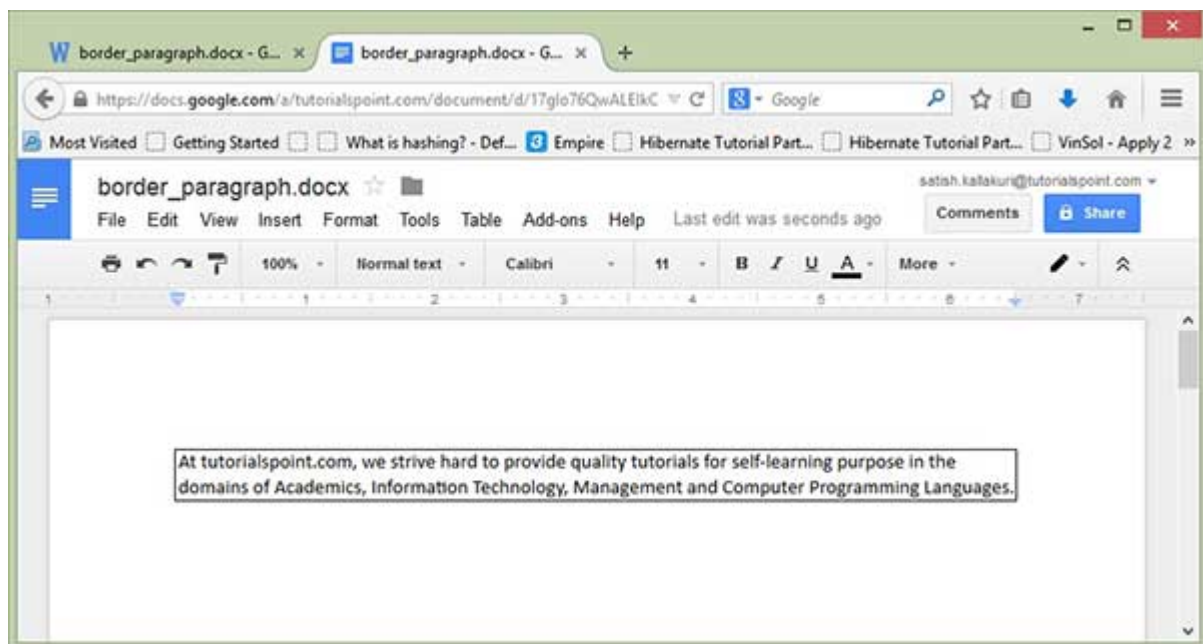 border_paragraph.docx - G... × border_paragraph.docx - G... × +
https://docs.google.com/a/tutorialspoint.com/document/d/17glo76QwALElkC Google
Most Visited Getting Started What is hashing? - Def... Empire Hibernate Tutorial Part... Hibernate Tutorial Part... VinSol - Apply 2 »
border_paragraph.docx
satish.kallakuri@tutorialspoint.com
File Edit View Insert Format Tools Table Add-ons Help Last edit was seconds ago Comments Share
100% Normal text Calibri 11 B I U A More
1 1 2 3 4 5 6 7
At tutorialspoint.com, we strive hard to provide quality tutorials for self-learning purpose in the
domains of Academics, Information Technology, Management and Computer Programming Languages.